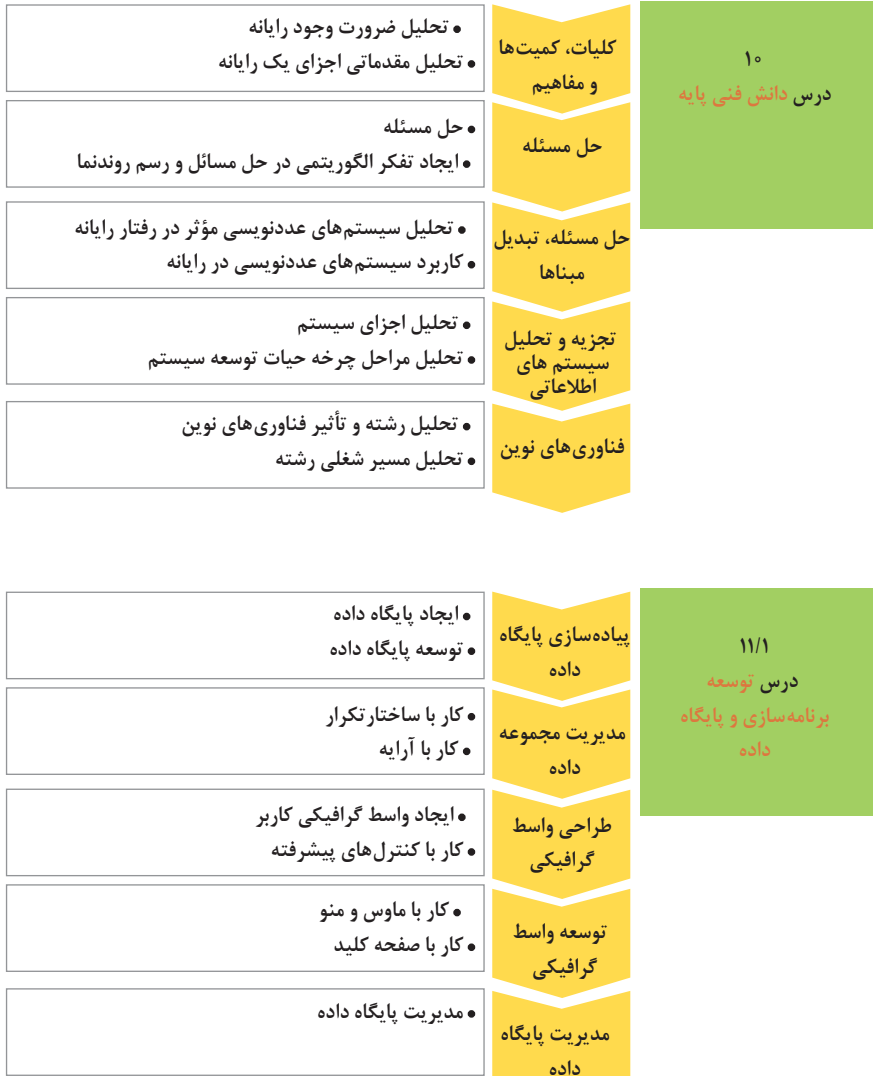 ۱۰
درس دانش فنی پایه
کلیات، کمیت‌ها
و مفاهیم
• تحلیل ضرورت وجود رایانه
• تحلیل مقدماتی اجزای یک رایانه
حل مسئله
• حل مسئله
• ایجاد تفکر الگوریتمی در حل مسائل و رسم روندنما
حل مسئله، تبدیل
مبناها
• تحلیل سیستم‌های عددنویسی مؤثر در رفتار رایانه
• کاربرد سیستم‌های عددنویسی در رایانه
تجزیه و تحلیل
سیستم های
اطلاعاتی
• تحلیل اجزای سیستم
• تحلیل مراحل چرخه حیات توسعه سیستم
فناوری‌های نوین
• تحلیل رشته و تأثیر فناوری‌های نوین
• تحلیل مسیر شغلی رشته
۱۱/۱
درس توسعه
برنامه‌سازی و پایگاه
داده
پیاده‌سازی پایگاه
داده
• ایجاد پایگاه داده
• توسعه پایگاه داده
مدیریت مجموعه
داده
• کار با ساختارتکرار
• کار با آرایه
طراحی واسط
گرافیکی
• ایجاد واسط گرافیکی کاربر
• کار با کنترل‌های پیشرفته
توسعه واسط
گرافیکی
• کار با ماوس و منو
• کار با صفحه کلید
مدیریت پایگاه
داده
• مدیریت پایگاه داده